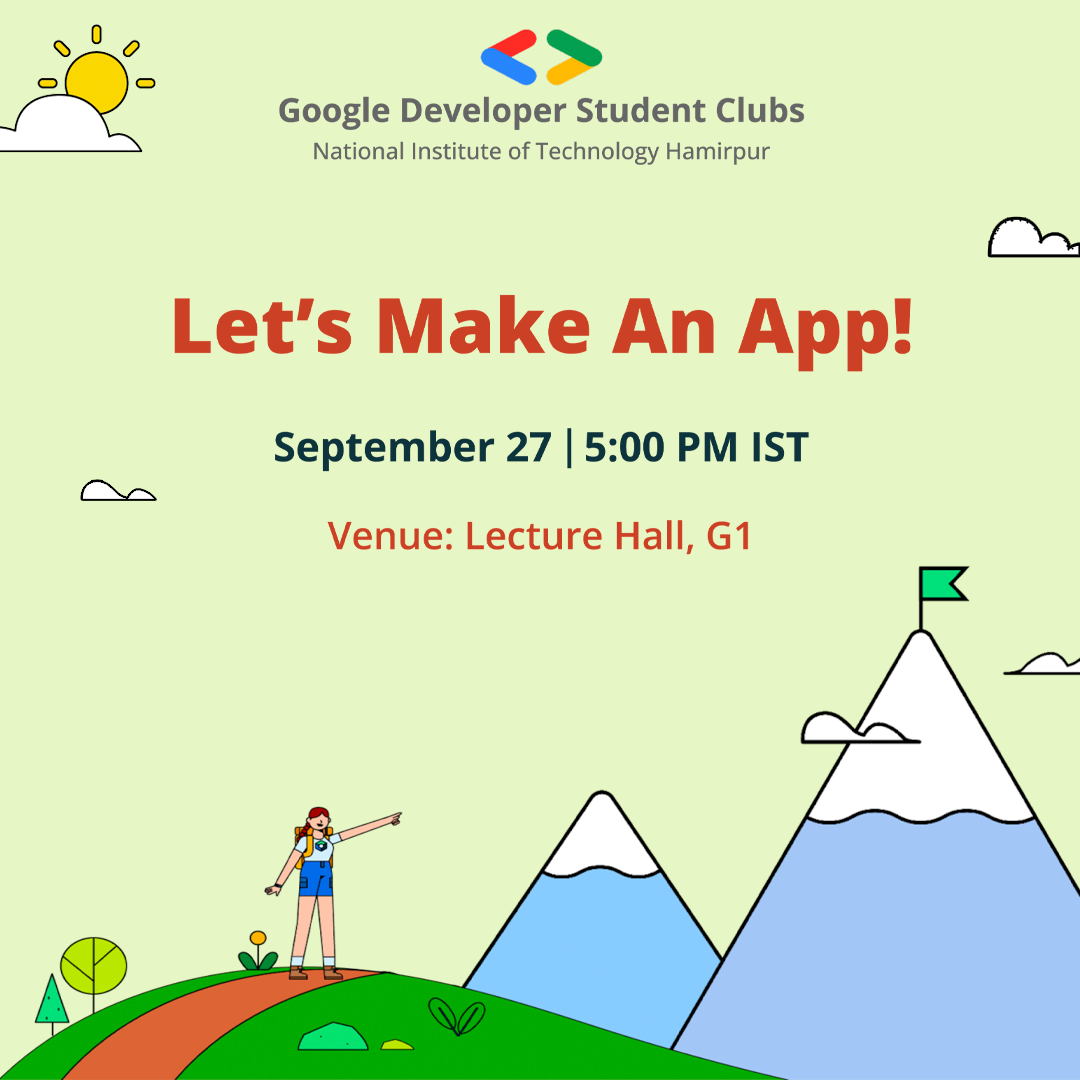 Google Developer Student Clubs
National Institute of Technology Hamirpur
Let’s Make An App!
September 27 | 5:00 PM IST
Venue: Lecture Hall, G1